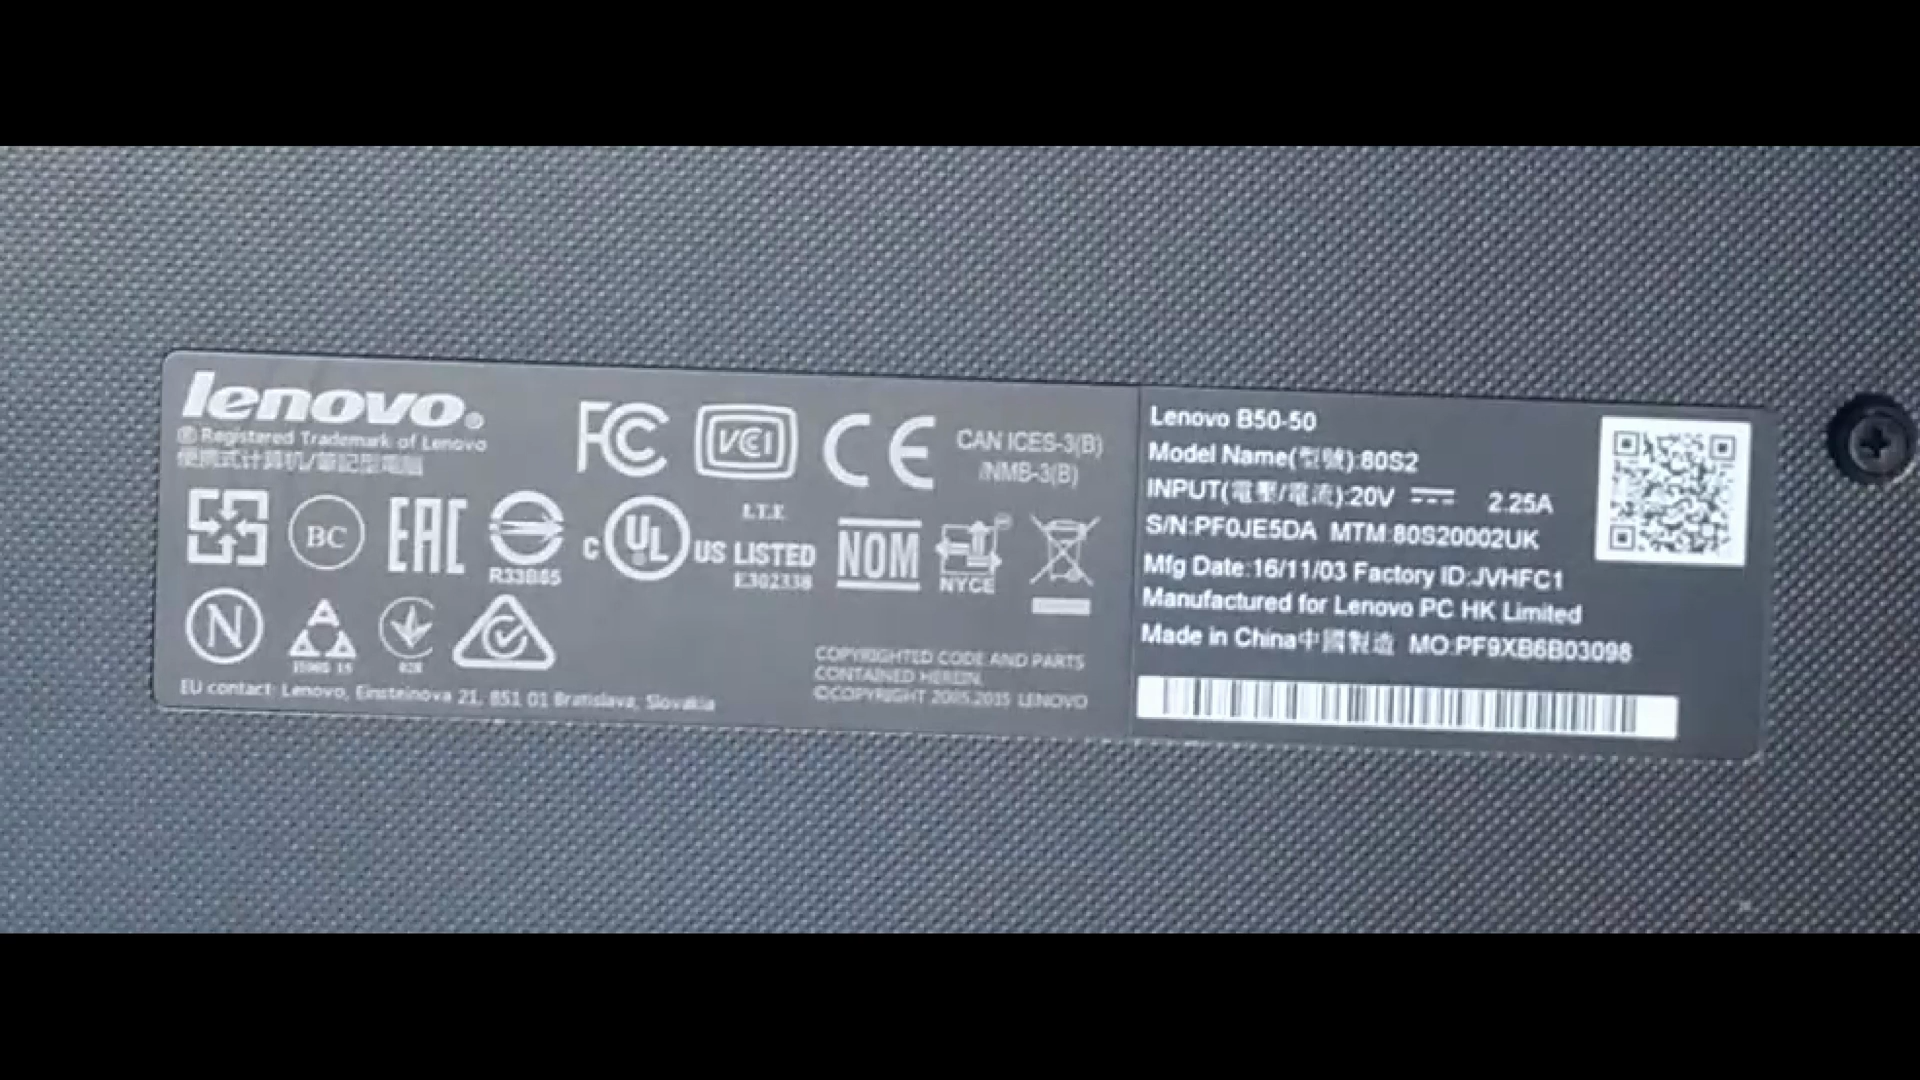 lenovo®
® Registered Trademark of Lenovo
便携式计算机/筆記型電腦
FC VCI CE CAN ICES-3(B)
/NMB-3(B)
BC EAC R33B65 C UL US LISTED I.T.E. E302338 NOM NYCE
N 028
EU contact: Lenovo, Einsteinova 21, 851 01 Bratislava, Slovakia
COPYRIGHTED CODE AND PARTS
CONTAINED HEREIN.
©COPYRIGHT 2005,2015 LENOVO
Lenovo B50-50
Model Name(型號):80S2
INPUT(電壓/電流):20V ⎓ 2.25A
S/N:PF0JE5DA MTM:80S20002UK
Mfg Date:16/11/03 Factory ID:JVHFC1
Manufactured for Lenovo PC HK Limited
Made in China中國製造 MO:PF9XB6B03098